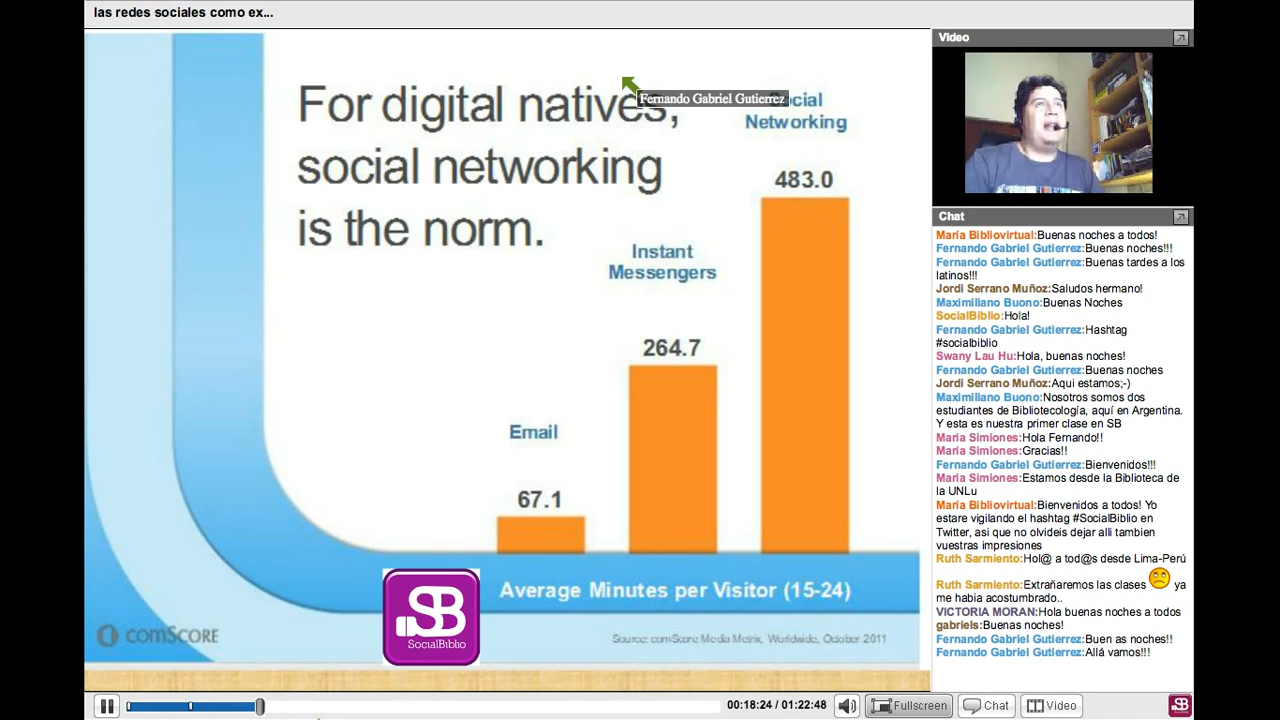 las redes sociales como ex...
For digital natives,
social networking
is the norm.
Fernando Gabriel Gutierrez
Social
Networking
483.0
Instant
Messengers
264.7
Email
67.1
Average Minutes per Visitor (15-24)
SB
SocialBiblio
comScore
Source: comScore Media Metrix, Worldwide, October 2011
Video
Chat
María Bibliovirtual:Buenas noches a todos!
Fernando Gabriel Gutierrez:Buenas noches!!!
Fernando Gabriel Gutierrez:Buenas tardes a los
latinos!!!
Jordi Serrano Muñoz:Saludos hermano!
Maximiliano Buono:Buenas Noches
SocialBiblio:Hola!
Fernando Gabriel Gutierrez:Hashtag
#socialbiblio
Swany Lau Hu:Hola, buenas noches!
Fernando Gabriel Gutierrez:Buenas noches
Jordi Serrano Muñoz:Aqui estamos;-)
Maximiliano Buono:Nosotros somos dos
estudiantes de Bibliotecología, aquí en Argentina.
Y esta es nuestra primer clase en SB
Maria Simiones:Hola Fernando!!
Maria Simiones:Gracias!!
Fernando Gabriel Gutierrez:Bienvenidos!!!
Maria Simiones:Estamos desde la Biblioteca de
la UNLu
María Bibliovirtual:Bienvenidos a todos! Yo
estare vigilando el hashtag #SocialBiblio en
Twitter, asi que no olvideis dejar alli tambien
vuestras impresiones
Ruth Sarmiento:Hol@ a tod@s desde Lima-Perú
Ruth Sarmiento:Extrañaremos las clases ya
me habia acostumbrado..
VICTORIA MORAN:Hola buenas noches a todos
gabriels:Buenas noches!
Fernando Gabriel Gutierrez:Buen as noches!!
Fernando Gabriel Gutierrez:Allá vamos!!!
00:18:24 / 01:22:48
Fullscreen
Chat
Video
SB